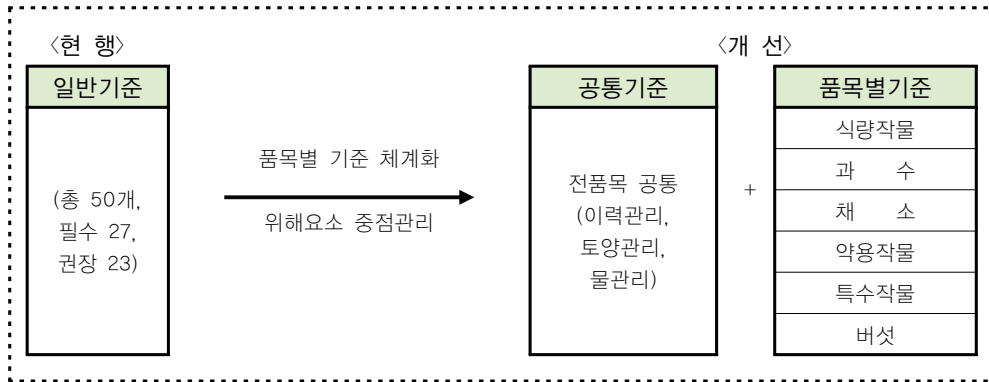 〈현 행〉
〈개 선〉
일반기준
(총 50개,
필수 27,
권장 23)
품목별 기준 체계화
위해요소 중점관리
공통기준
전품목 공통
(이력관리,
토양관리,
물관리)
+
품목별기준
식량작물
과 수
채 소
약용작물
특수작물
버섯